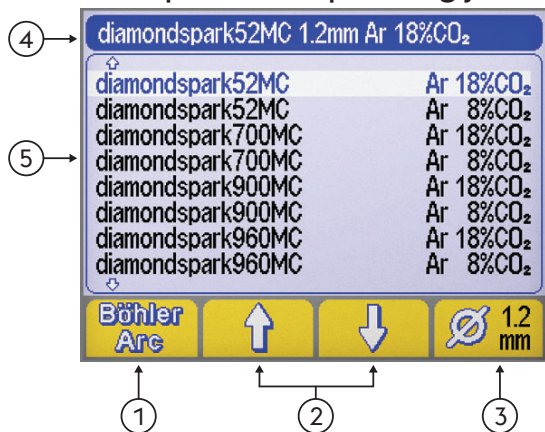 diamondspark52MC 1.2mm Ar 18%CO₂
diamondspark52MC Ar 18%CO₂
diamondspark52MC Ar 8%CO₂
diamondspark700MC Ar 18%CO₂
diamondspark700MC Ar 8%CO₂
diamondspark900MC Ar 18%CO₂
diamondspark900MC Ar 8%CO₂
diamondspark960MC Ar 18%CO₂
diamondspark960MC Ar 8%CO₂
Böhler Arc
1.2 mm
4
5
1
2
3